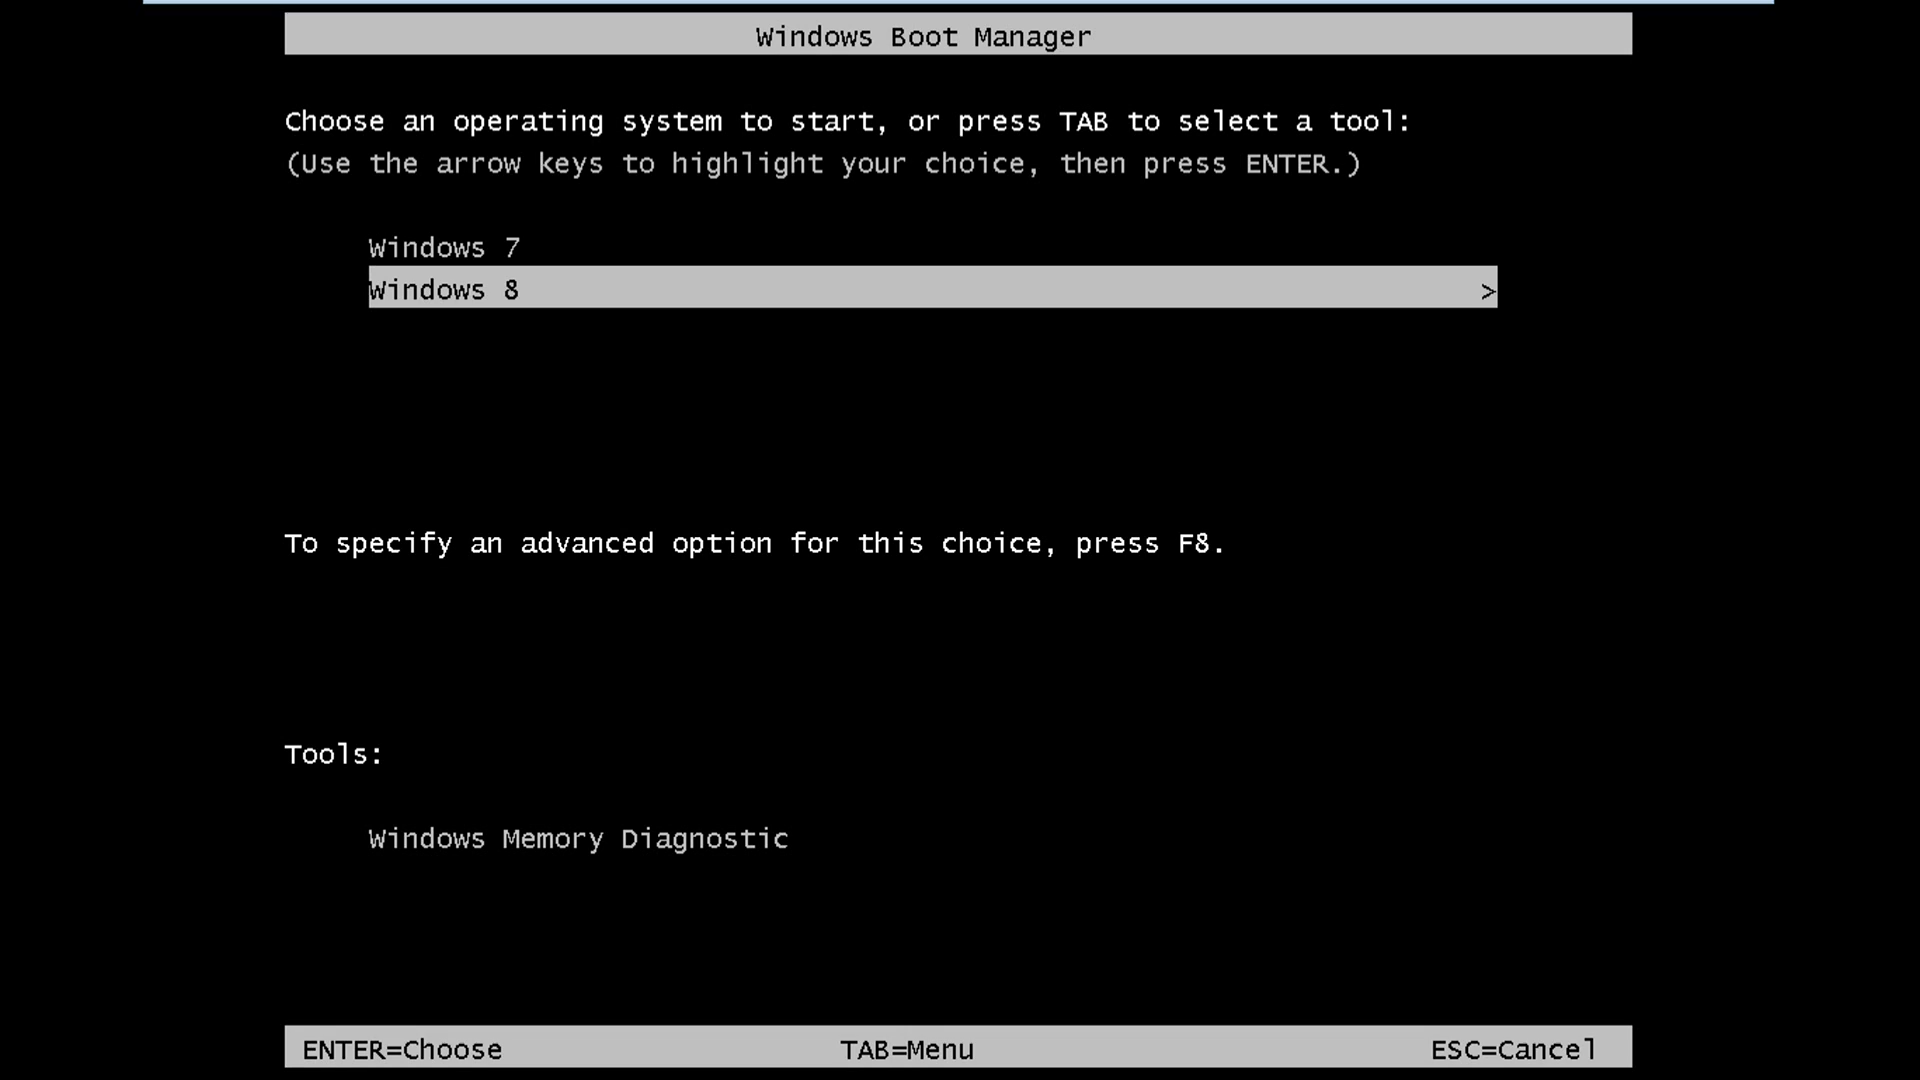 Windows Boot Manager
Choose an operating system to start, or press TAB to select a tool:
(Use the arrow keys to highlight your choice, then press ENTER.)
Windows 7
Windows 8 >
To specify an advanced option for this choice, press F8.
Tools:
Windows Memory Diagnostic
ENTER=Choose TAB=Menu ESC=Cancel